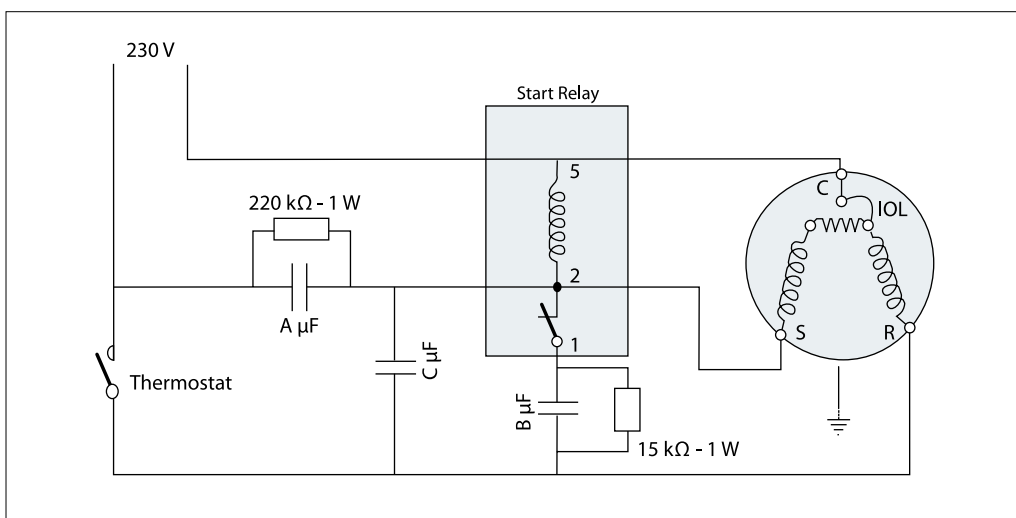 230 V
Start Relay
5
C
IOL
220 kΩ - 1 W
2
A µF
S
R
1
C µF
Thermostat
B µF
15 kΩ - 1 W